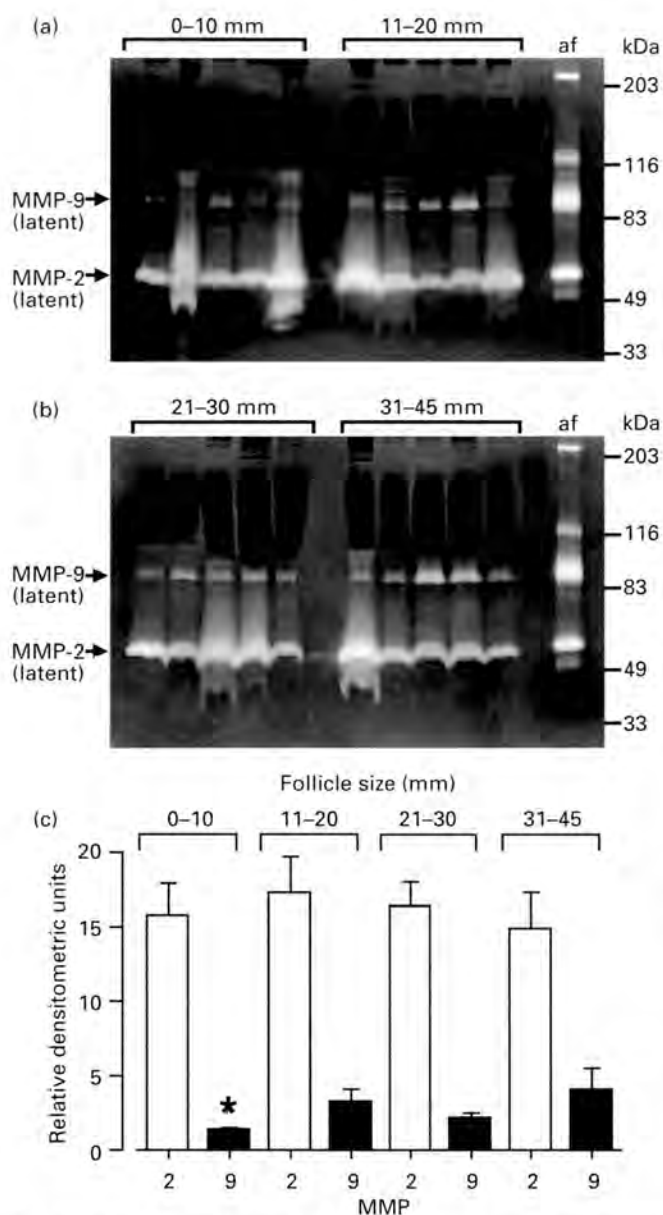 (a)
0–10 mm 11–20 mm af kDa
203
116
MMP-9
(latent)
83
MMP-2
(latent)
49
33
(b)
21–30 mm 31–45 mm af kDa
203
116
MMP-9
(latent)
83
MMP-2
(latent)
49
33
Follicle size (mm)
(c)
0–10 11–20 21–30 31–45
Relative densitometric units
20
15
10
5
0
*
2 9 2 9 2 9 2 9
MMP